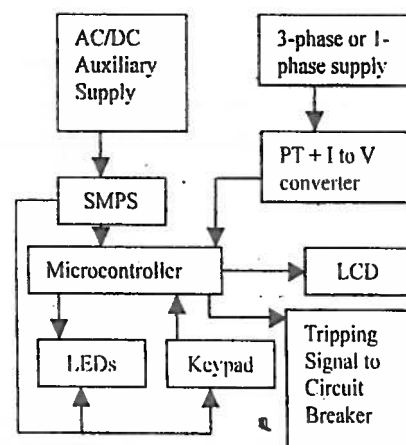 AC/DC
Auxiliary
Supply
3-phase or 1-
phase supply
PT + I to V
converter
SMPS
Microcontroller
LCD
LEDs
Keypad
Tripping
Signal to
Circuit
Breaker